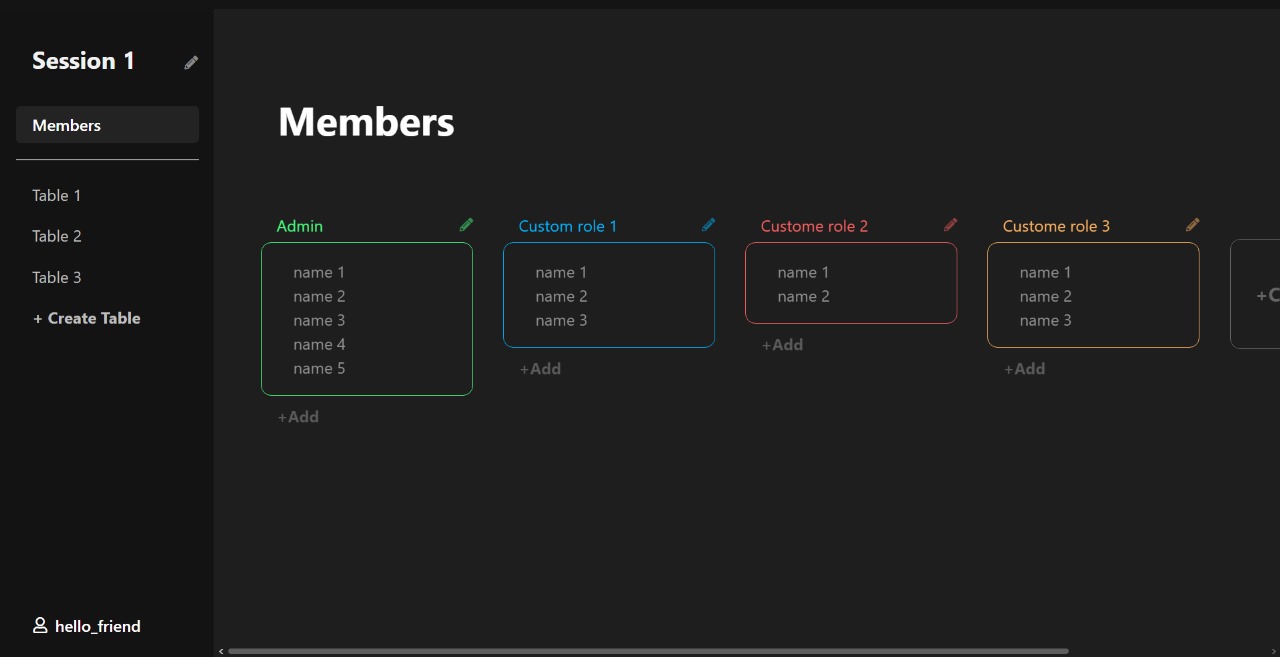 Session 1
Members
Table 1
Table 2
Table 3
+ Create Table
hello_friend
Members
Admin
name 1
name 2
name 3
name 4
name 5
+Add
Custom role 1
name 1
name 2
name 3
+Add
Custome role 2
name 1
name 2
+Add
Custome role 3
name 1
name 2
name 3
+Add